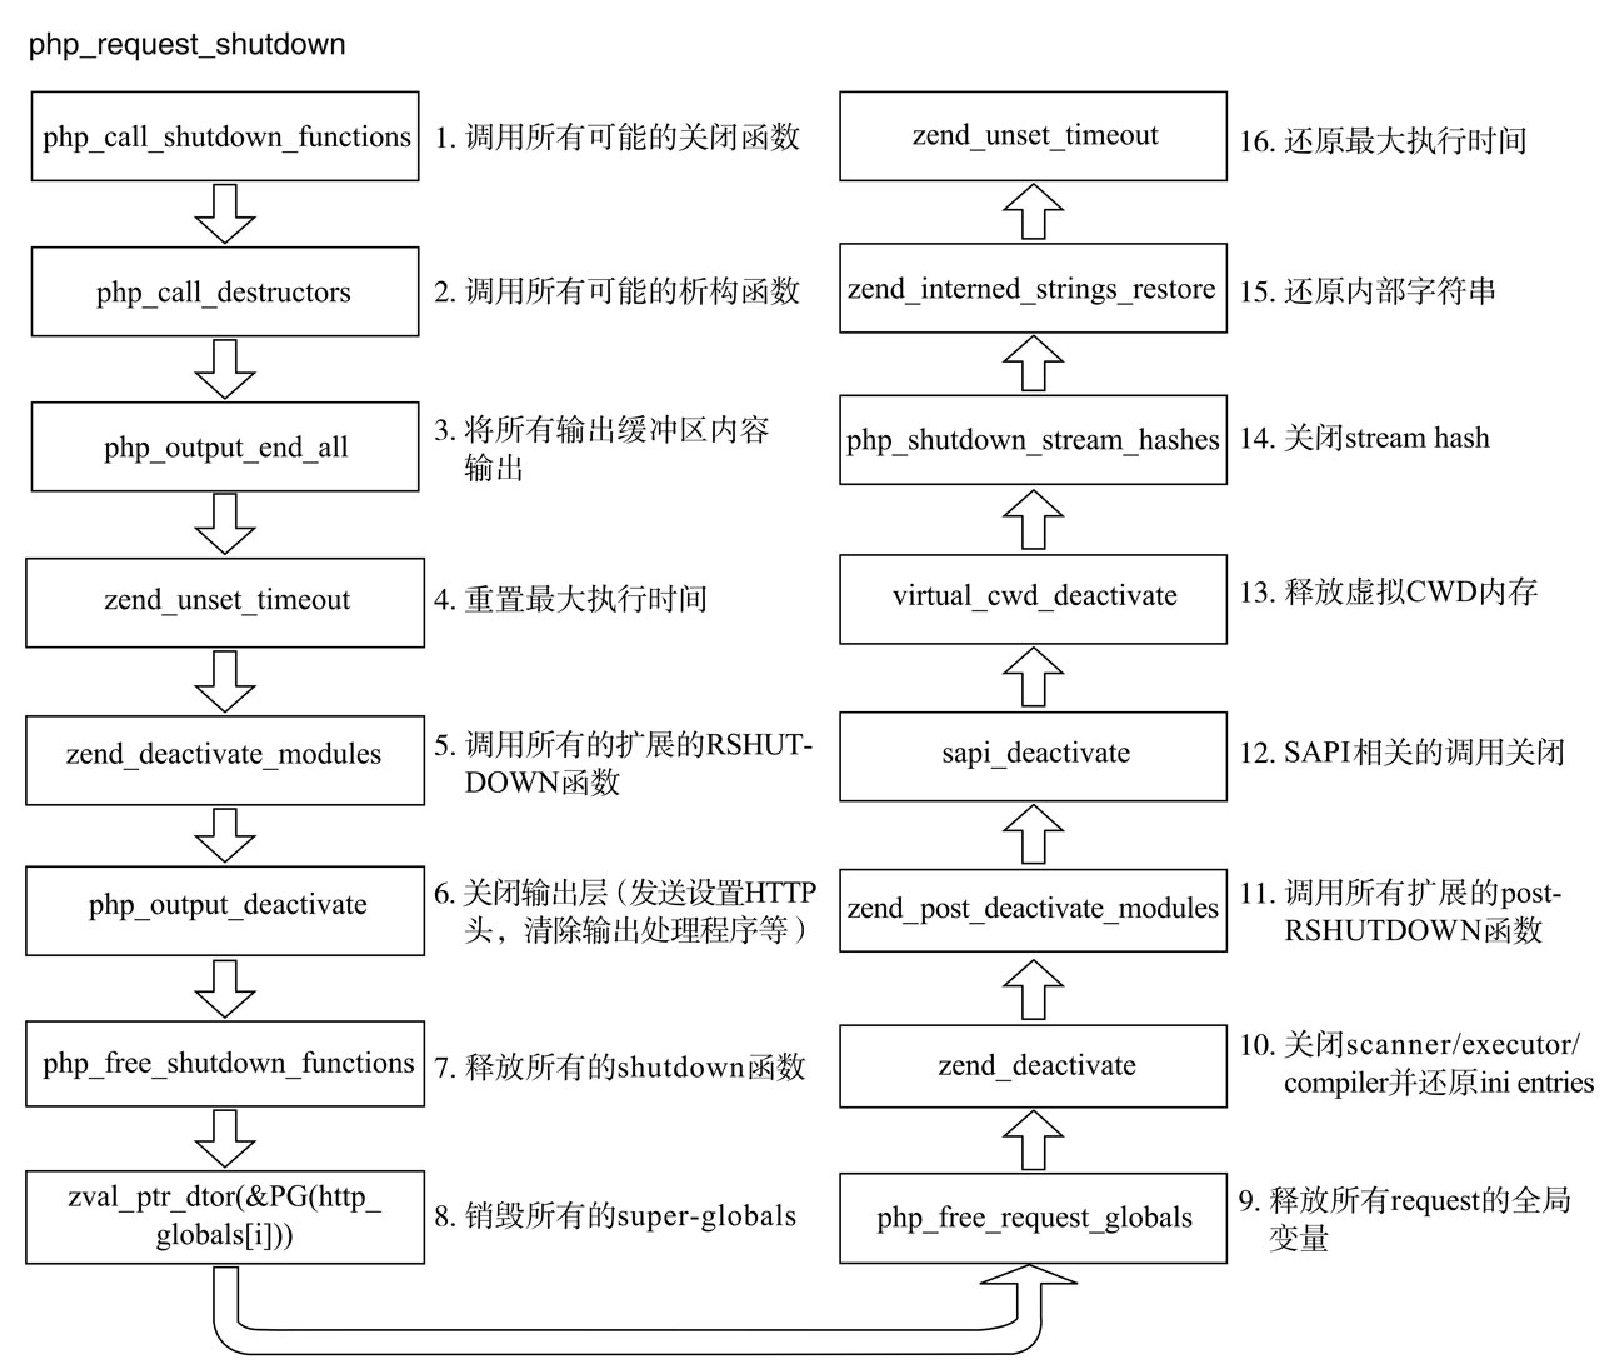 php_request_shutdown
php_call_shutdown_functions
1. 调用所有可能的关闭函数
php_call_destructors
2. 调用所有可能的析构函数
php_output_end_all
3. 将所有输出缓冲区内容
输出
zend_unset_timeout
4. 重置最大执行时间
zend_deactivate_modules
5. 调用所有的扩展的RSHUT-
DOWN函数
php_output_deactivate
6. 关闭输出层（发送设置HTTP
头，清除输出处理程序等）
php_free_shutdown_functions
7. 释放所有的shutdown函数
zval_ptr_dtor(&PG(http_
globals[i]))
8. 销毁所有的super-globals
php_free_request_globals
9. 释放所有request的全局
变量
zend_deactivate
10. 关闭scanner/executor/
compiler并还原ini entries
zend_post_deactivate_modules
11. 调用所有扩展的post-
RSHUTDOWN函数
sapi_deactivate
12. SAPI相关的调用关闭
virtual_cwd_deactivate
13. 释放虚拟CWD内存
php_shutdown_stream_hashes
14. 关闭stream hash
zend_interned_strings_restore
15. 还原内部字符串
zend_unset_timeout
16. 还原最大执行时间